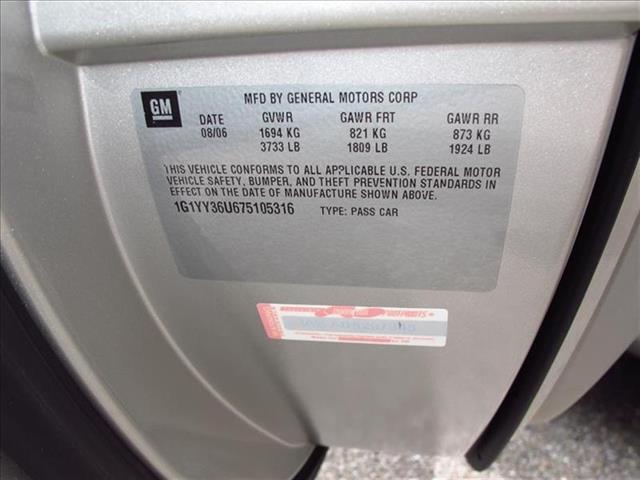 GM
MFD BY GENERAL MOTORS CORP
DATE GVWR GAWR FRT GAWR RR
08/06 1694 KG 821 KG 873 KG
3733 LB 1809 LB 1924 LB
THIS VEHICLE CONFORMS TO ALL APPLICABLE U.S. FEDERAL MOTOR
VEHICLE SAFETY, BUMPER, AND THEFT PREVENTION STANDARDS IN
EFFECT ON THE DATE OF MANUFACTURE SHOWN ABOVE.
1G1YY36U675105316 TYPE: PASS CAR